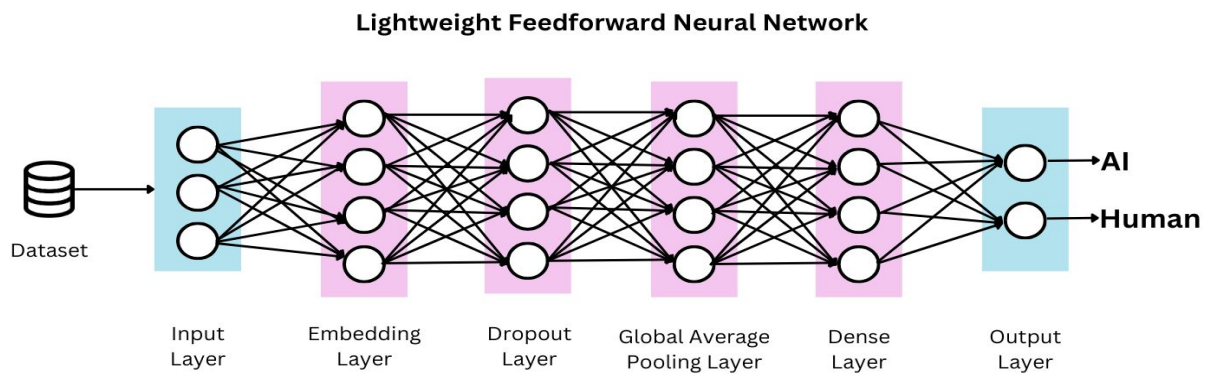 Lightweight Feedforward Neural Network
AI
Human
Dataset
Input
Layer
Embedding
Layer
Dropout
Layer
Global Average
Pooling Layer
Dense
Layer
Output
Layer